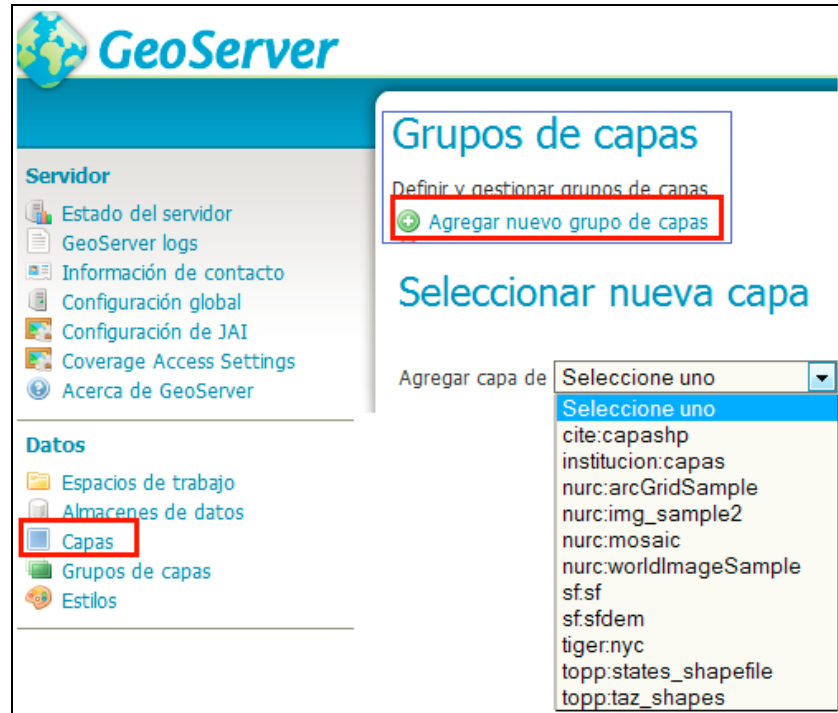 GeoServer
Servidor
Estado del servidor
GeoServer logs
Información de contacto
Configuración global
Configuración de JAI
Coverage Access Settings
Acerca de GeoServer
Datos
Espacios de trabajo
Almacenes de datos
Capas
Grupos de capas
Estilos
Grupos de capas
Definir y gestionar grupos de capas
Agregar nuevo grupo de capas
Seleccionar nueva capa
Agregar capa de Seleccione uno
Seleccione uno
cite:capashp
institucion:capas
nurc:arcGridSample
nurc:img_sample2
nurc:mosaic
nurc:worldImageSample
sf:sf
sf:sfdem
tiger:nyc
topp:states_shapefile
topp:taz_shapes